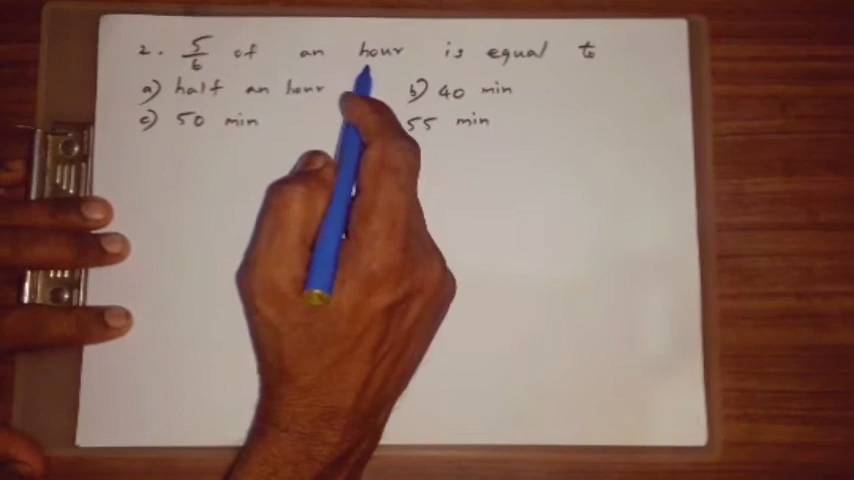 2. 5/6 of an hour is equal to
a) half an hour b) 40 min
c) 50 min 55 min